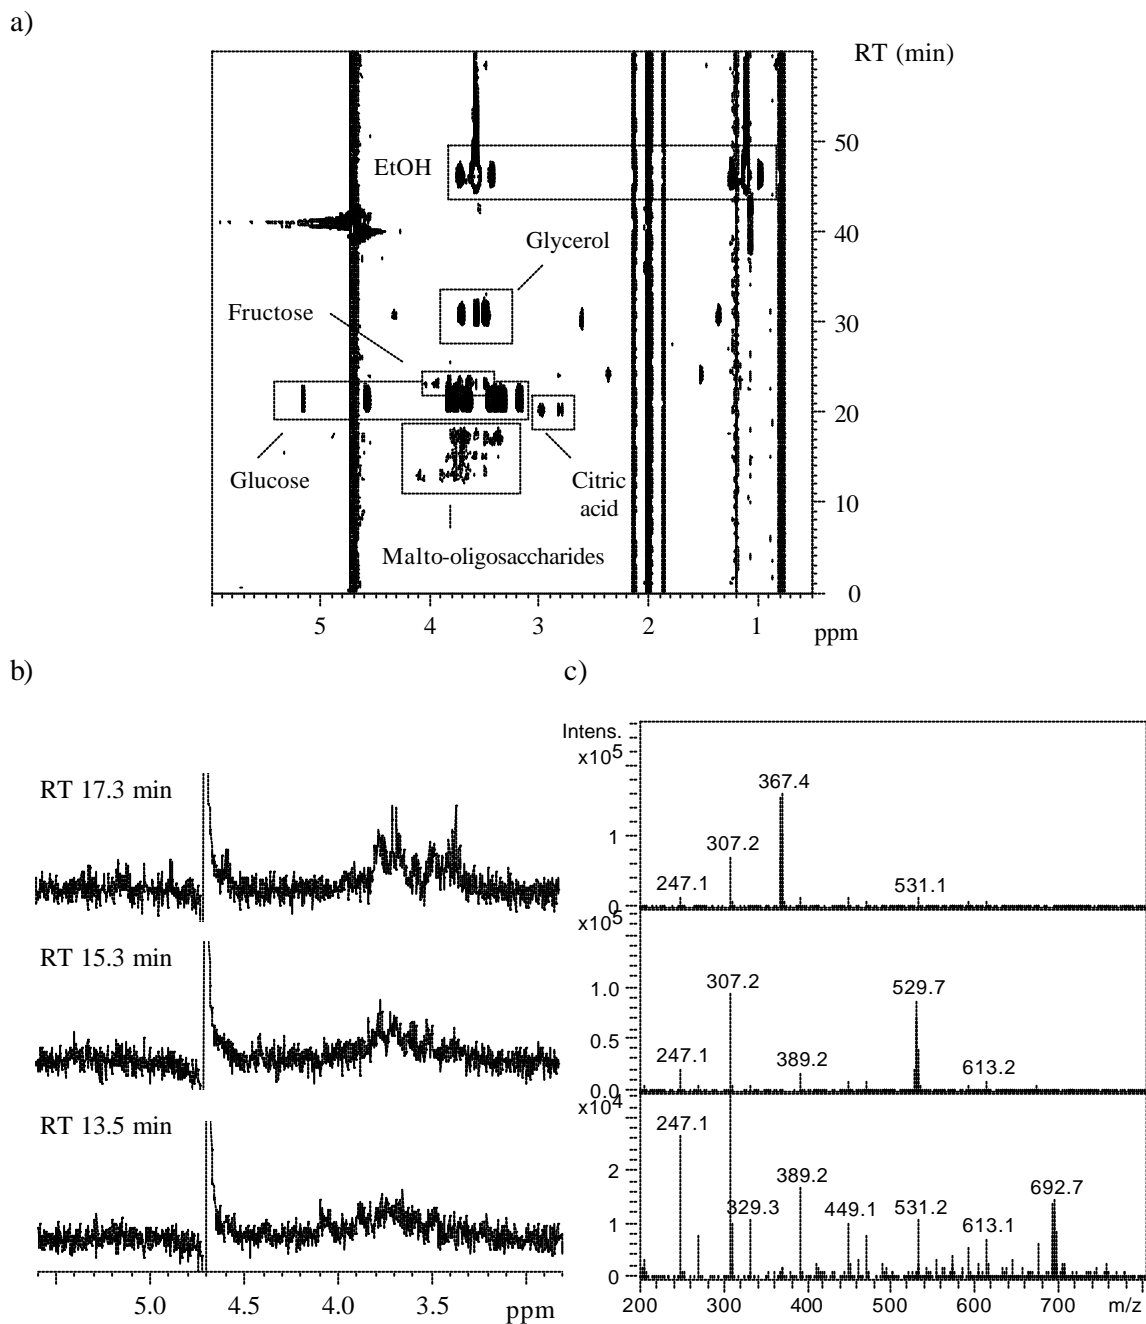 a)
RT (min)
EtOH
50
40
Glycerol
Fructose
30
20
Glucose
Citric
acid
10
Malto-oligosaccharides
0
5 4 3 2 1 ppm
b)
c)
Intens.
x10^5
RT 17.3 min
367.4
1
307.2
247.1
531.1
0
x10^5
RT 15.3 min
307.2
529.7
1.0
0.5
247.1
389.2
613.2
0.0
x10^4
RT 13.5 min
247.1
2
389.2
692.7
329.3
449.1
531.2
1
613.1
0
200 300 400 500 600 700 m/z
5.0 4.5 4.0 3.5 ppm